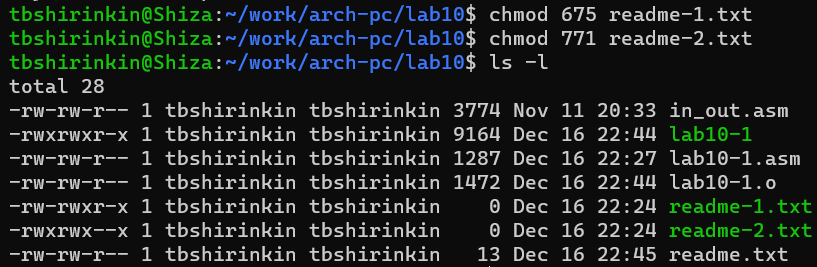 tbshirinkin@Shiza:~/work/arch-pc/lab10$ chmod 675 readme-1.txt
tbshirinkin@Shiza:~/work/arch-pc/lab10$ chmod 771 readme-2.txt
tbshirinkin@Shiza:~/work/arch-pc/lab10$ ls -l
total 28
-rw-rw-r-- 1 tbshirinkin tbshirinkin 3774 Nov 11 20:33 in_out.asm
-rwxrwxr-x 1 tbshirinkin tbshirinkin 9164 Dec 16 22:44 lab10-1
-rw-rw-r-- 1 tbshirinkin tbshirinkin 1287 Dec 16 22:27 lab10-1.asm
-rw-rw-r-- 1 tbshirinkin tbshirinkin 1472 Dec 16 22:44 lab10-1.o
-rw-rwxr-x 1 tbshirinkin tbshirinkin    0 Dec 16 22:24 readme-1.txt
-rwxrwx--x 1 tbshirinkin tbshirinkin    0 Dec 16 22:24 readme-2.txt
-rw-rw-r-- 1 tbshirinkin tbshirinkin   13 Dec 16 22:45 readme.txt